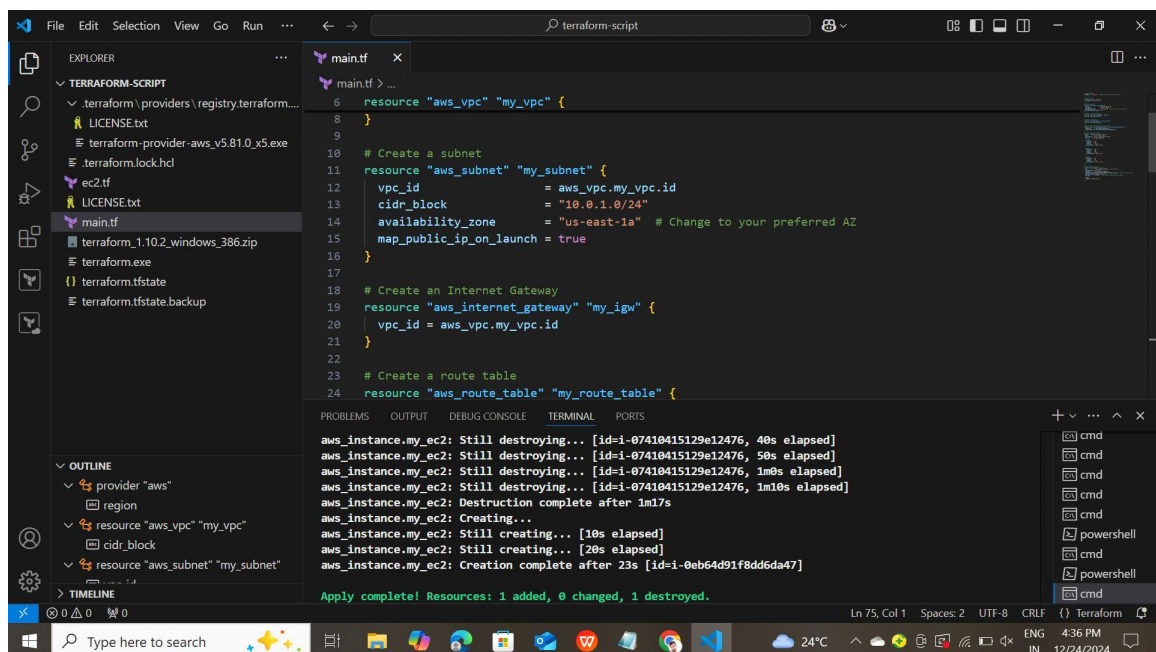 File Edit Selection View Go Run ···
terraform-script
EXPLORER
TERRAFORM-SCRIPT
.terraform\providers\registry.terraform....
LICENSE.txt
terraform-provider-aws_v5.81.0_x5.exe
.terraform.lock.hcl
ec2.tf
LICENSE.txt
main.tf
terraform_1.10.2_windows_386.zip
terraform.exe
terraform.tfstate
terraform.tfstate.backup
OUTLINE
provider "aws"
region
resource "aws_vpc" "my_vpc"
cidr_block
resource "aws_subnet" "my_subnet"
TIMELINE
main.tf
main.tf > ...
6 resource "aws_vpc" "my_vpc" {
8 }
9
10 # Create a subnet
11 resource "aws_subnet" "my_subnet" {
12 vpc_id = aws_vpc.my_vpc.id
13 cidr_block = "10.0.1.0/24"
14 availability_zone = "us-east-1a" # Change to your preferred AZ
15 map_public_ip_on_launch = true
16 }
17
18 # Create an Internet Gateway
19 resource "aws_internet_gateway" "my_igw" {
20 vpc_id = aws_vpc.my_vpc.id
21 }
22
23 # Create a route table
24 resource "aws_route_table" "my_route_table" {
PROBLEMS OUTPUT DEBUG CONSOLE TERMINAL PORTS
aws_instance.my_ec2: Still destroying... [id=i-07410415129e12476, 40s elapsed]
aws_instance.my_ec2: Still destroying... [id=i-07410415129e12476, 50s elapsed]
aws_instance.my_ec2: Still destroying... [id=i-07410415129e12476, 1m0s elapsed]
aws_instance.my_ec2: Still destroying... [id=i-07410415129e12476, 1m10s elapsed]
aws_instance.my_ec2: Destruction complete after 1m17s
aws_instance.my_ec2: Creating...
aws_instance.my_ec2: Still creating... [10s elapsed]
aws_instance.my_ec2: Still creating... [20s elapsed]
aws_instance.my_ec2: Creation complete after 23s [id=i-0eb64d91f8dd6da47]
Apply complete! Resources: 1 added, 0 changed, 1 destroyed.
cmd
cmd
cmd
cmd
cmd
powershell
cmd
powershell
cmd
0 0 0 Ln 75, Col 1 Spaces: 2 UTF-8 CRLF {} Terraform
Type here to search
24°C
ENG
IN
4:36 PM
12/24/2024